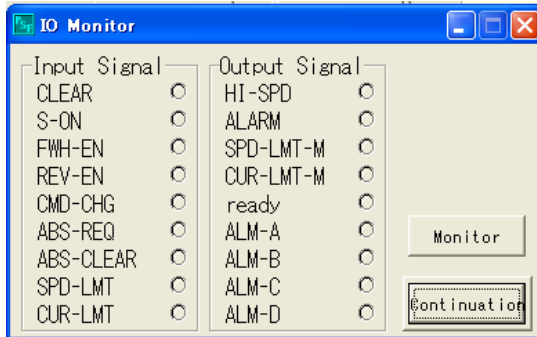 IO Monitor
Input Signal
CLEAR
S-ON
FWH-EN
REV-EN
CMD-CHG
ABS-REQ
ABS-CLEAR
SPD-LMT
CUR-LMT
Output Signal
HI-SPD
ALARM
SPD-LMT-M
CUR-LMT-M
ready
ALM-A
ALM-B
ALM-C
ALM-D
Monitor
Continuation